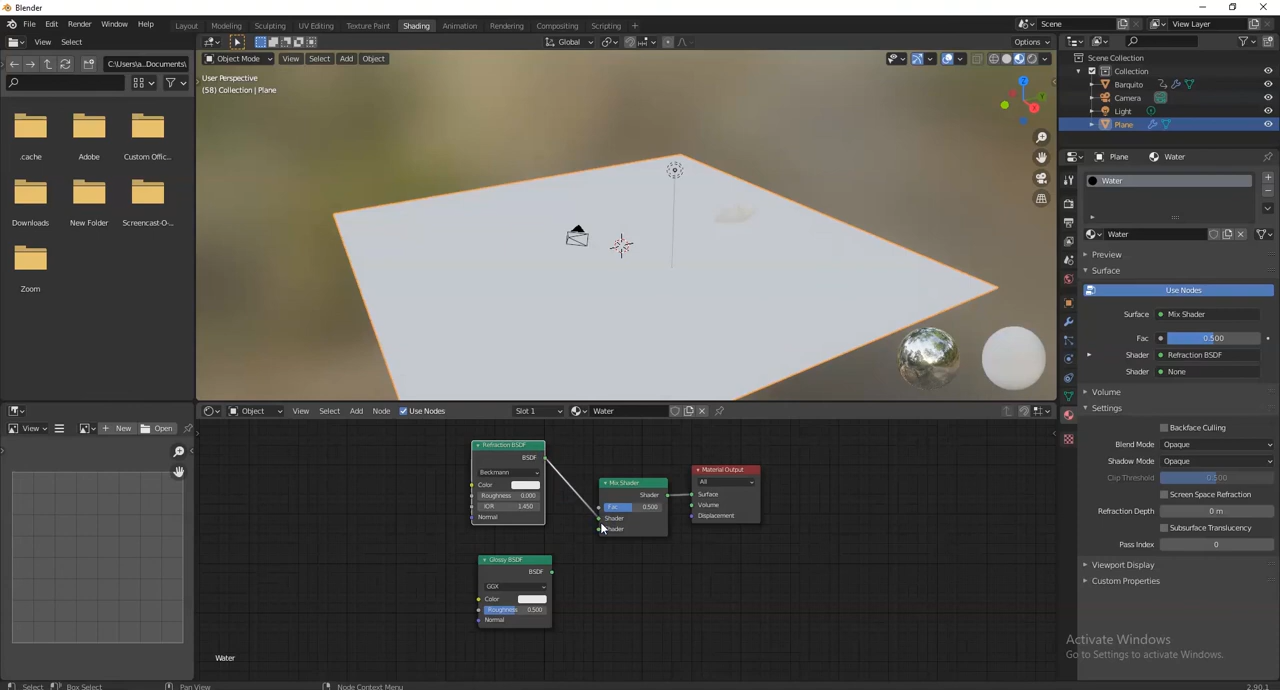 Blender
File Edit Render Window Help
Layout Modeling Sculpting UV Editing Texture Paint Shading Animation Rendering Compositing Scripting +
Scene View Layer
View Select
Global Options
C:\Users\a..Documents\
Object Mode View Select Add Object
User Perspective
(58) Collection | Plane
.cache Adobe Custom Offic...
Downloads New Folder Screencast-O-...
Zoom
Z
Y
X
Scene Collection
Collection
Barquito
Camera
Light
Plane
Plane Water
Water
Water
Preview
Surface
Use Nodes
Surface Mix Shader
Fac 0.500
Shader Refraction BSDF
Shader None
Volume
Settings
Backface Culling
Blend Mode Opaque
Shadow Mode Opaque
Clip Threshold 0.500
Screen Space Refraction
Refraction Depth 0 m
Subsurface Translucency
Pass Index 0
Viewport Display
Custom Properties
View New Open
Object View Select Add Node Use Nodes Slot 1 Water
Refraction BSDF
BSDF
Beckmann
Color
Roughness 0.000
IOR 1.450
Normal
Mix Shader
Shader
Fac 0.500
Shader
Shader
Material Output
All
Surface
Volume
Displacement
Glossy BSDF
BSDF
GGX
Color
Roughness 0.500
Normal
Water
Activate Windows
Go to Settings to activate Windows.
Select Box Select Pan View Node Context Menu 2.90.1